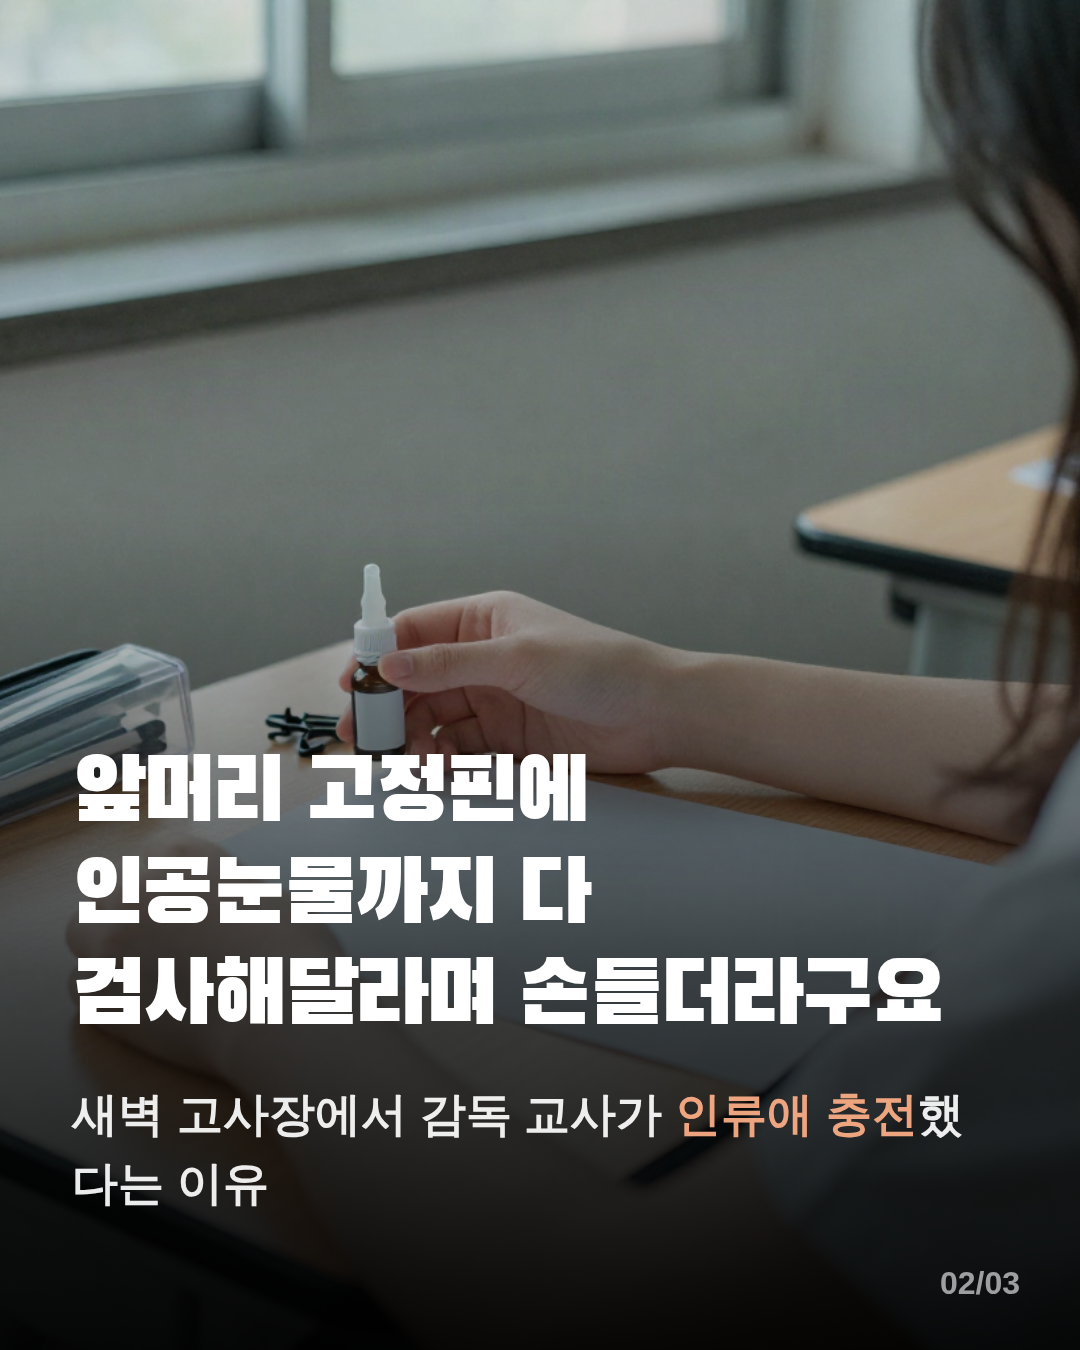 앞머리 고정핀에
인공눈물까지 다
검사해달라며 손들더라구요
새벽 고사장에서 감독 교사가 인류애 충전했
다는 이유
02/03